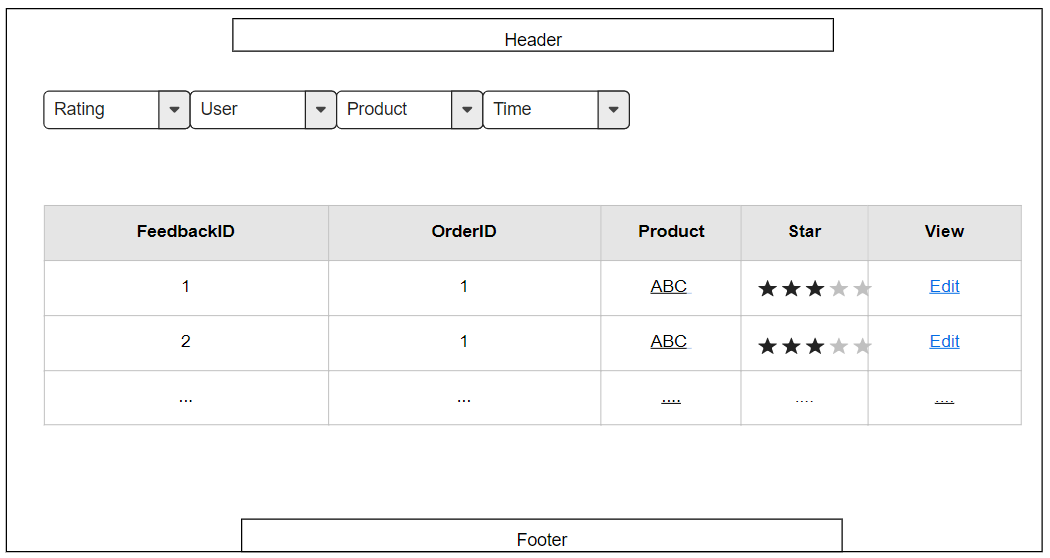 Header
Rating User Product Time
FeedbackID OrderID Product Star View
1 1 ABC Edit
2 1 ABC Edit
... ... .... .... ....
Footer